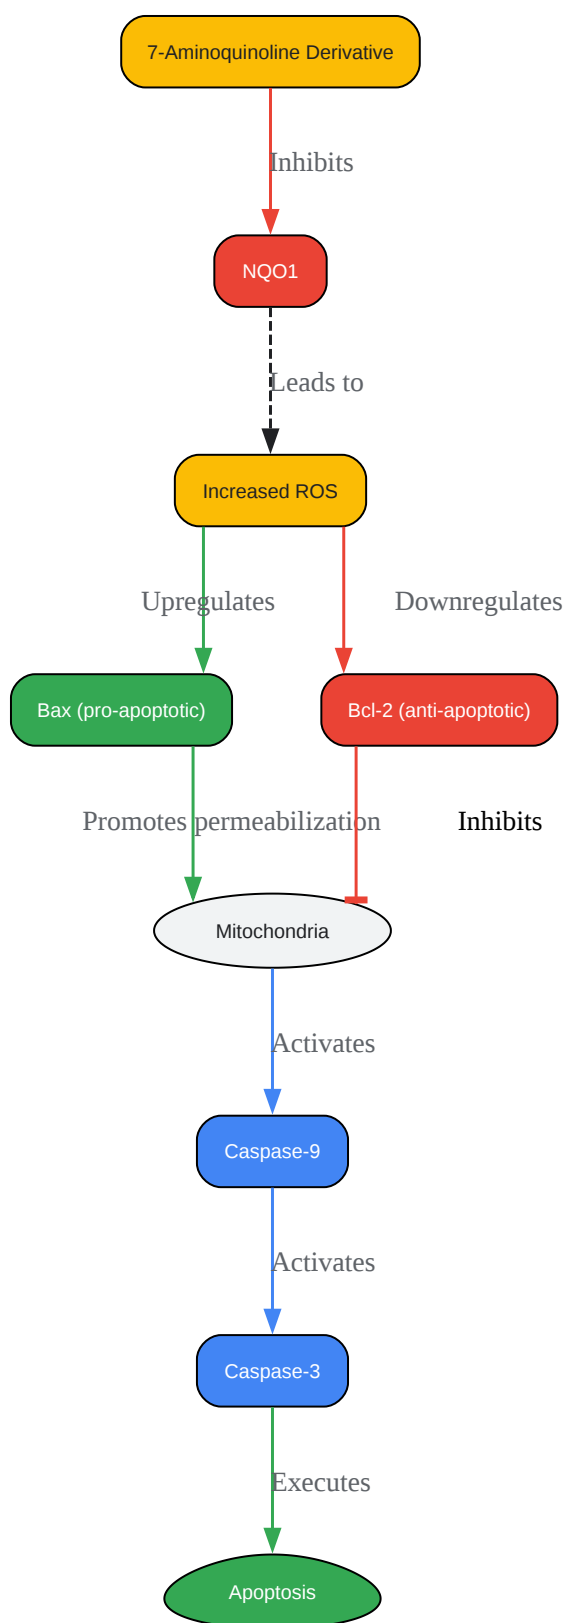 7-Aminoquinoline Derivative
Inhibits
NQO1
Leads to
Increased ROS
Upregulates
Downregulates
Bax (pro-apoptotic)
Bcl-2 (anti-apoptotic)
Promotes permeabilization
Inhibits
Mitochondria
Activates
Caspase-9
Activates
Caspase-3
Executes
Apoptosis